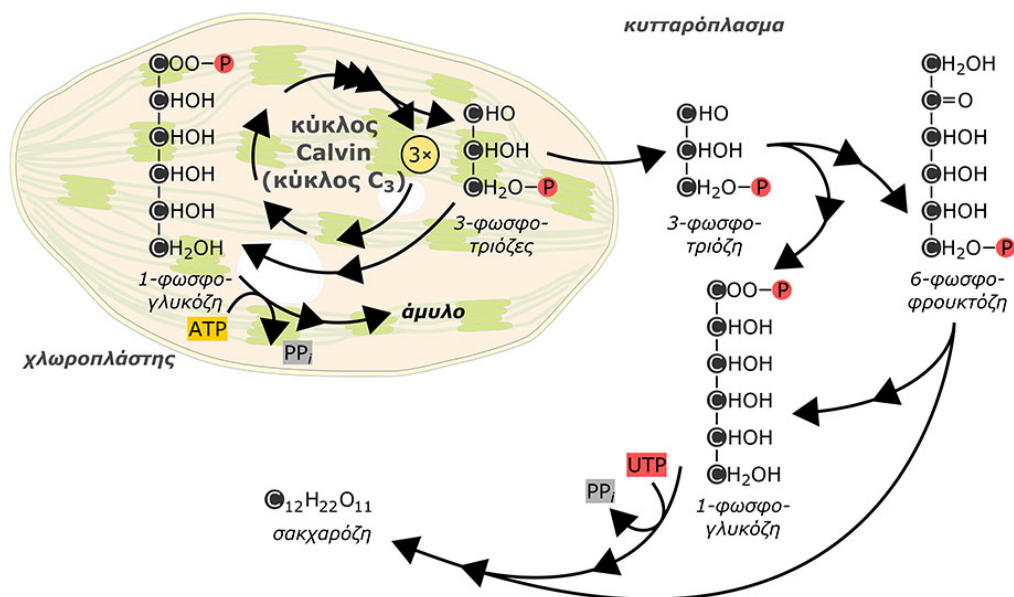 κυτταρόπλασμα
COO–P
CHOH
CHOH
CHOH
CHOH
CH₂OH
1-φωσφο-
γλυκόζη
κύκλος
Calvin
(κύκλος C₃)
3×
CHO
CHOH
CH₂O–P
3-φωσφο-
τριόζες
ATP
PPᵢ
άμυλο
χλωροπλάστης
CHO
CHOH
CH₂O–P
3-φωσφο-
τριόζη
CH₂OH
C=O
CHOH
CHOH
CHOH
CH₂O–P
6-φωσφο-
φρουκτόζη
COO–P
CHOH
CHOH
CHOH
CHOH
CH₂OH
1-φωσφο-
γλυκόζη
UTP
PPᵢ
C₁₂H₂₂O₁₁
σακχαρόζη